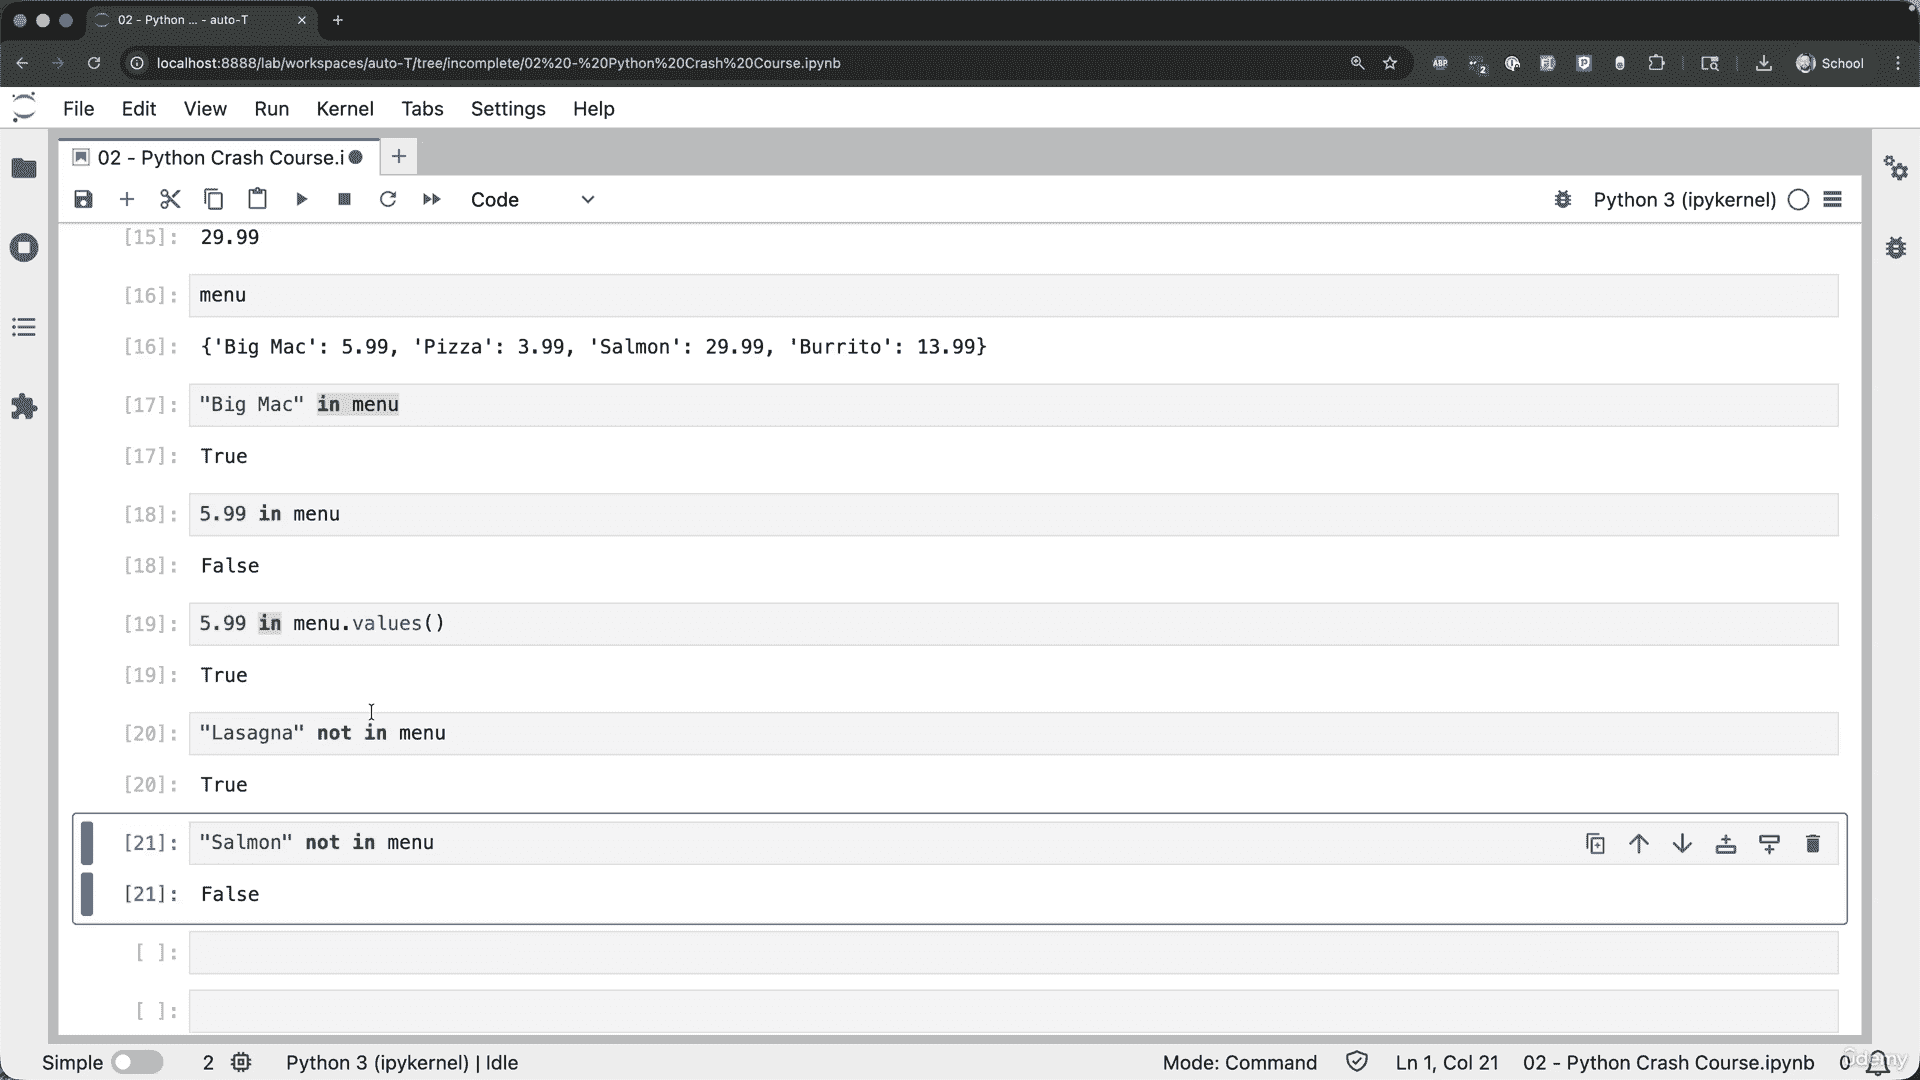 02 - Python ... - auto-T
localhost:8888/lab/workspaces/auto-T/tree/incomplete/02%20-%20Python%20Crash%20Course.ipynb
ABP
2
School
File Edit View Run Kernel Tabs Settings Help
02 - Python Crash Course.i
Code
Python 3 (ipykernel)
[15]: 29.99
[16]: menu
[16]: {'Big Mac': 5.99, 'Pizza': 3.99, 'Salmon': 29.99, 'Burrito': 13.99}
[17]: "Big Mac" in menu
[17]: True
[18]: 5.99 in menu
[18]: False
[19]: 5.99 in menu.values()
[19]: True
[20]: "Lasagna" not in menu
[20]: True
[21]: "Salmon" not in menu
[21]: False
[ ]:
[ ]:
Simple 2 Python 3 (ipykernel) | Idle Mode: Command Ln 1, Col 21 02 - Python Crash Course.ipynb 0
Udemy